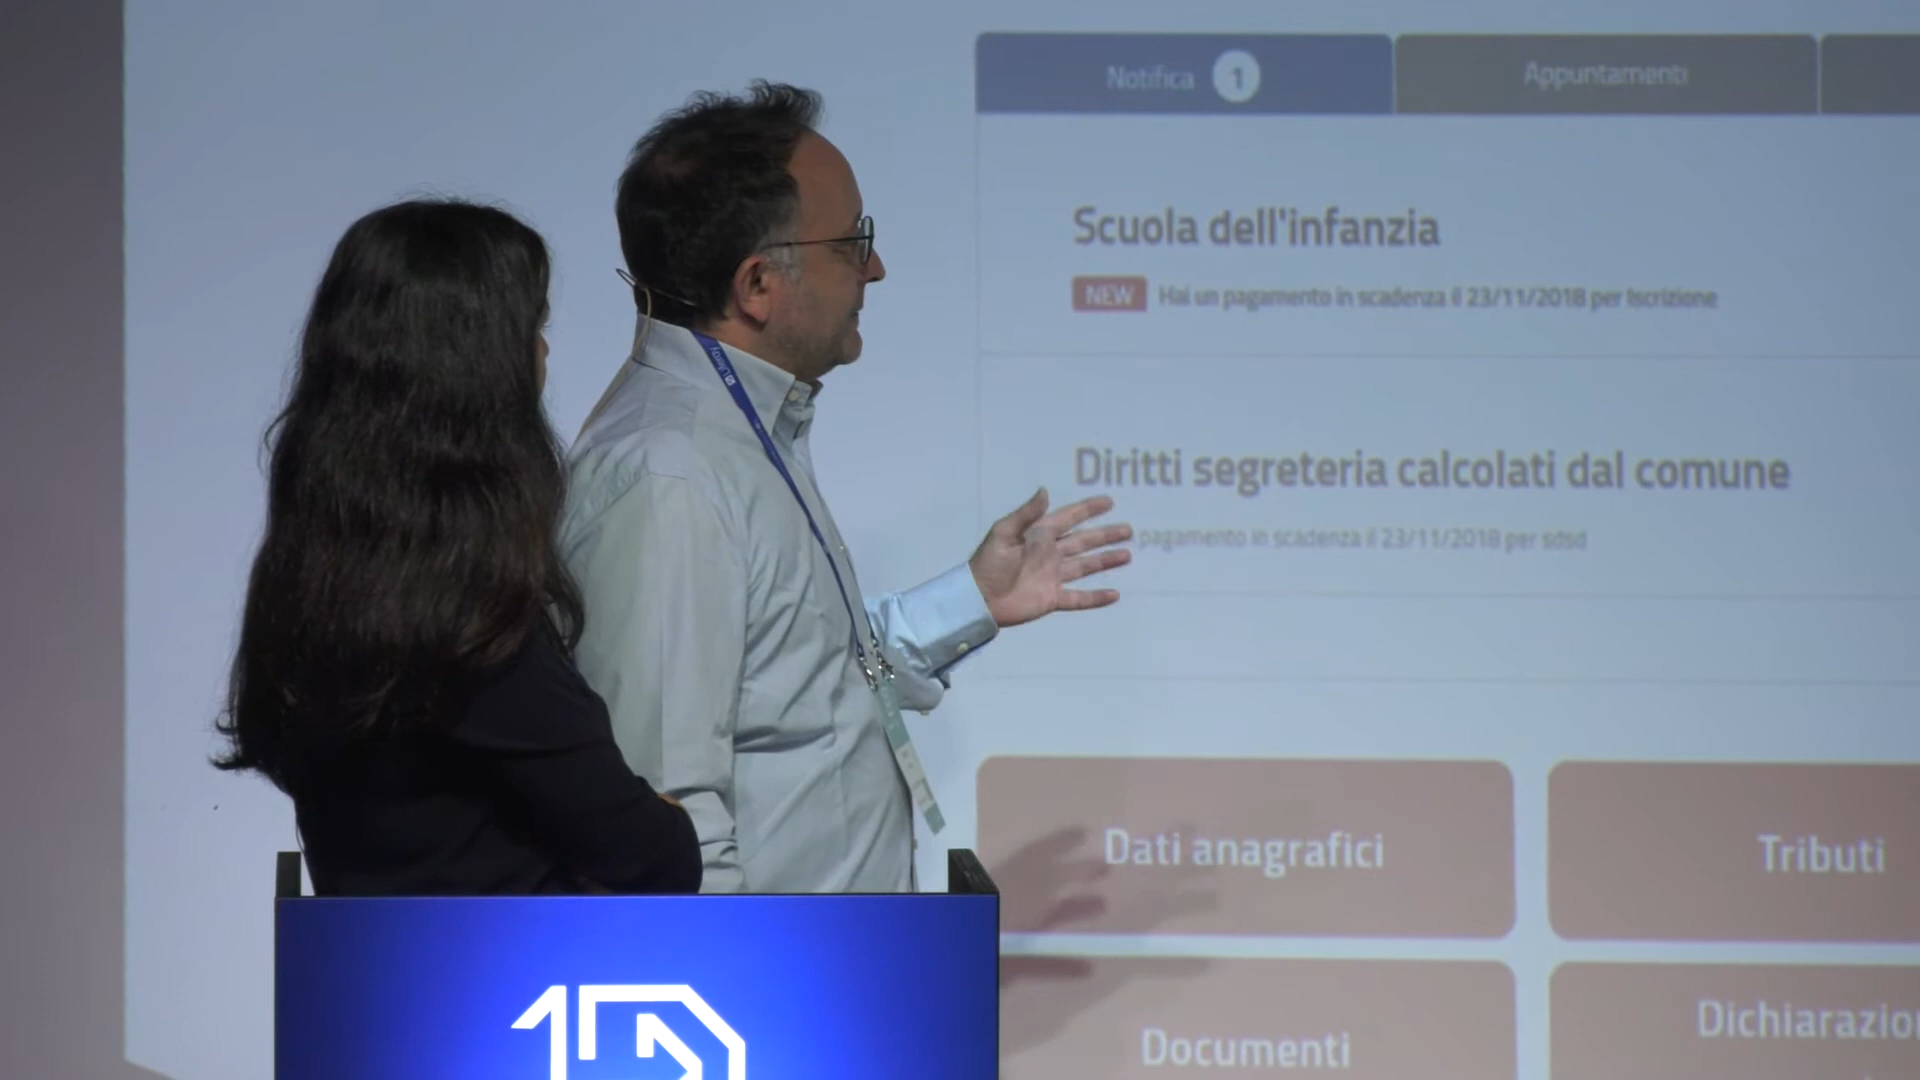 Notifica 1
Appuntamenti
Scuola dell'infanzia
NEW Hai un pagamento in scadenza il 23/11/2018 per Iscrizione
Diritti segreteria calcolati dal comune
pagamento in scadenza il 23/11/2018 per sdsd
Dati anagrafici
Tributi
Documenti
Dichiarazio
Liferay